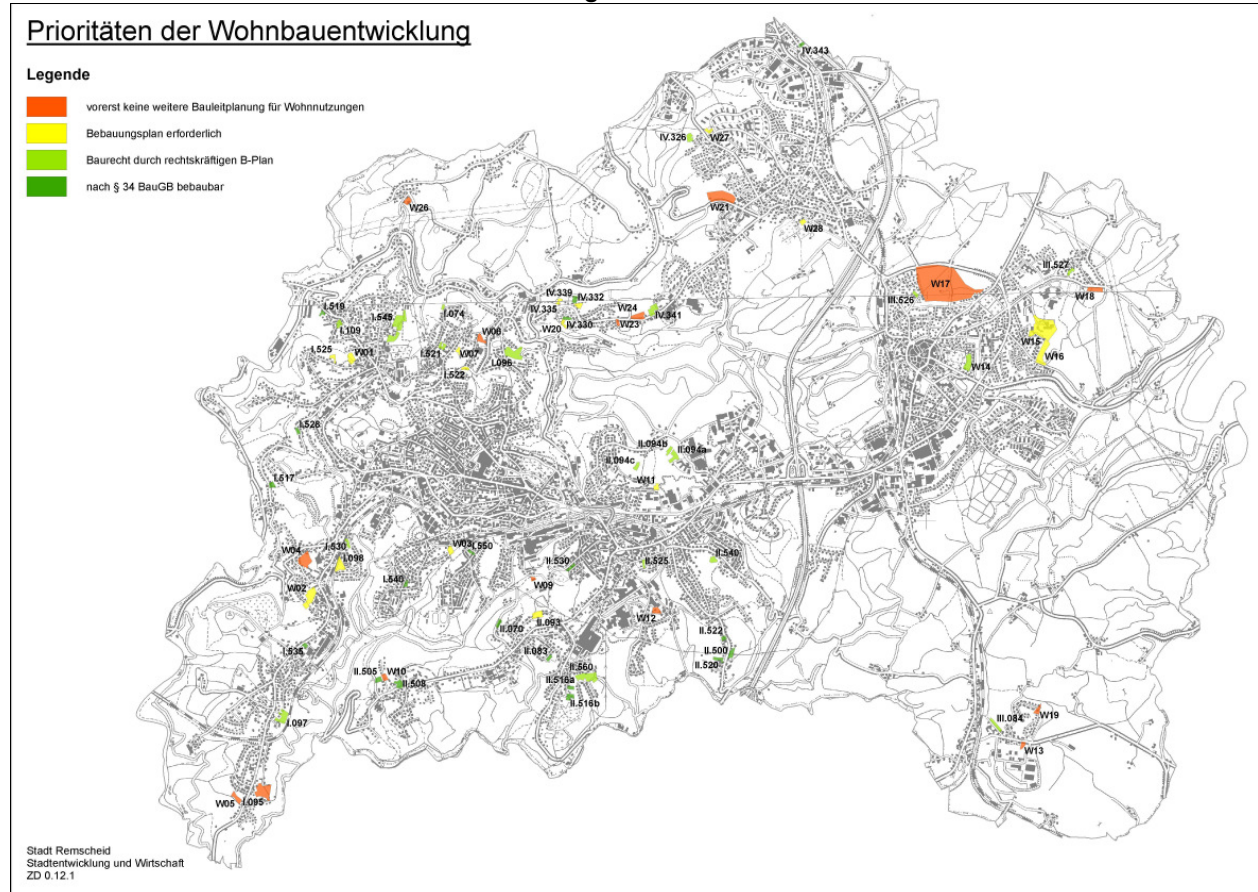 Prioritäten der Wohnbauentwicklung
Legende
vorerst keine weitere Bauleitplanung für Wohnnutzungen
Bebauungsplan erforderlich
Baurecht durch rechtskräftigen B-Plan
nach § 34 BauGB bebaubar
IV.343
IV.326
W27
W26
W21
W28
III.527
W17
W18
III.526
IV.339
IV.332
IV.335
W24
I.519
I.545
I.074
W20
IV.330
W23
IV.341
I.109
W08
W15
I.525
W01
I.521
W07
I.096
W16
I.522
W14
I.528
II.094b
II.094a
II.094c
I.517
W11
W04
I.530
I.098
W03
I.550
II.530
II.525
II.540
I.540
W09
W02
II.070
II.093
W12
II.522
I.535
II.083
II.500
II.520
II.505
W10
II.508
II.560
II.516a
II.516b
I.097
III.084
W19
W13
W05
I.095
Stadt Remscheid
Stadtentwicklung und Wirtschaft
ZD 0.12.1